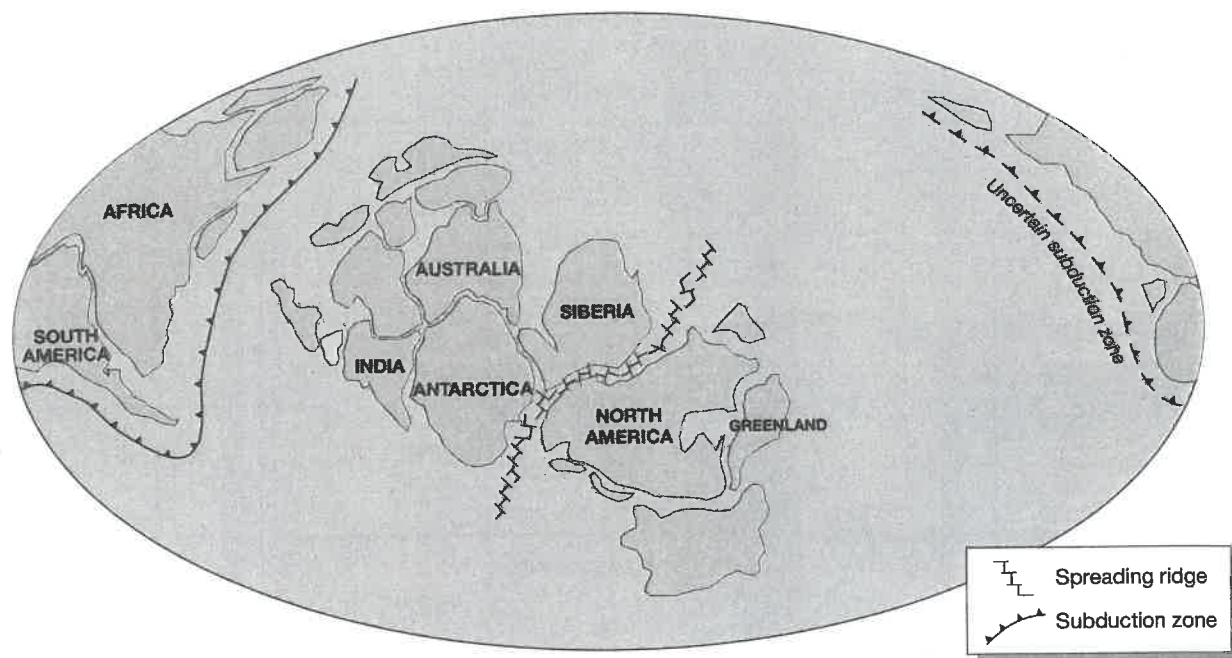 AFRICA
Uncertain subduction zone
AUSTRALIA
SIBERIA
SOUTH
AMERICA
INDIA
ANTARCTICA
NORTH
AMERICA
GREENLAND
Spreading ridge
Subduction zone